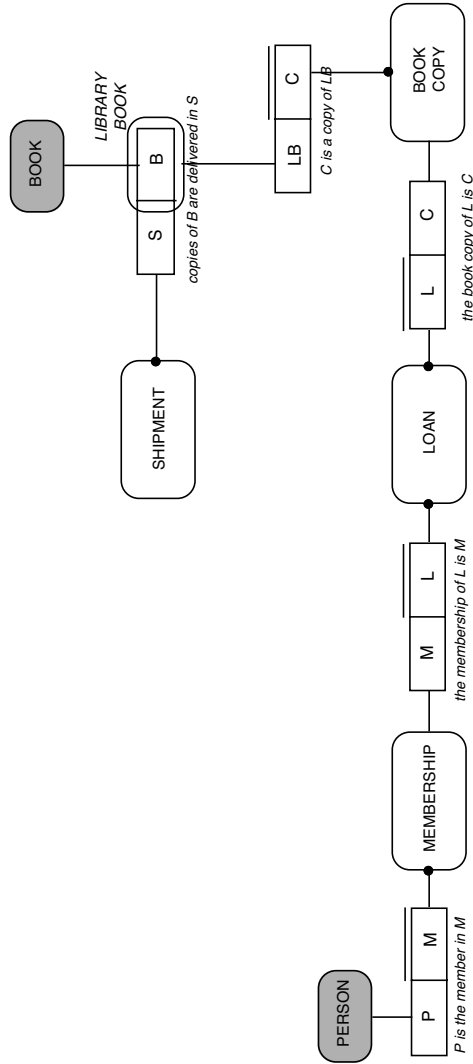 BOOK
LIBRARY
BOOK
S
B
copies of B are delivered in S
SHIPMENT
LB
C
C is a copy of LB
PERSON
P
M
P is the member in M
MEMBERSHIP
M
L
the membership of L is M
LOAN
L
C
the book copy of L is C
BOOK
COPY